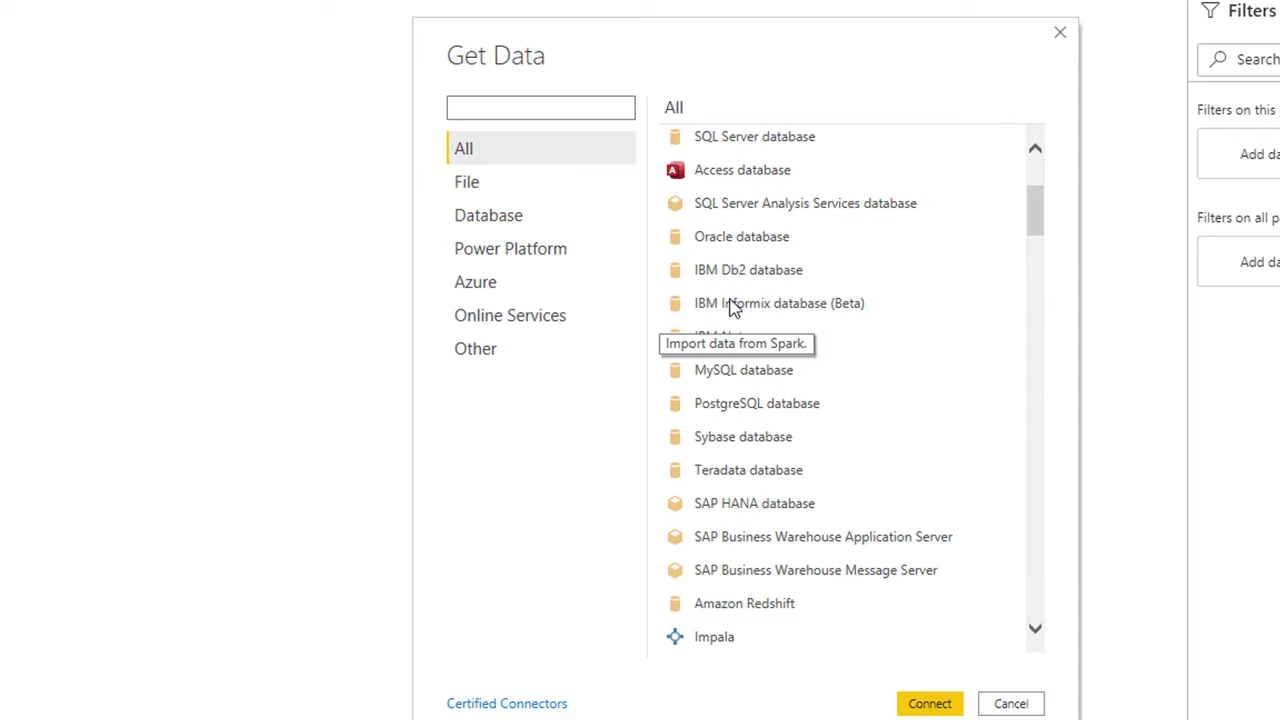 Get Data
All
File
Database
Power Platform
Azure
Online Services
Other
All
SQL Server database
Access database
SQL Server Analysis Services database
Oracle database
IBM Db2 database
IBM Informix database (Beta)
Import data from Spark.
MySQL database
PostgreSQL database
Sybase database
Teradata database
SAP HANA database
SAP Business Warehouse Application Server
SAP Business Warehouse Message Server
Amazon Redshift
Impala
Certified Connectors
Connect
Cancel
Filters
Search
Filters on this
Add da
Filters on all p
Add da